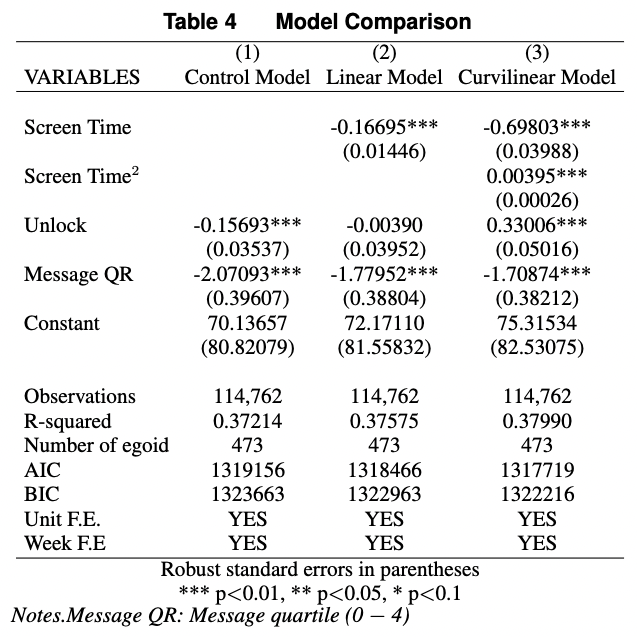 Table 4 Model Comparison
(1) (2) (3)
VARIABLES Control Model Linear Model Curvilinear Model
Screen Time -0.16695*** -0.69803***
(0.01446) (0.03988)
Screen Time² 0.00395***
(0.00026)
Unlock -0.15693*** -0.00390 0.33006***
(0.03537) (0.03952) (0.05016)
Message QR -2.07093*** -1.77952*** -1.70874***
(0.39607) (0.38804) (0.38212)
Constant 70.13657 72.17110 75.31534
(80.82079) (81.55832) (82.53075)
Observations 114,762 114,762 114,762
R-squared 0.37214 0.37575 0.37990
Number of egoid 473 473 473
AIC 1319156 1318466 1317719
BIC 1323663 1322963 1322216
Unit F.E. YES YES YES
Week F.E YES YES YES
Robust standard errors in parentheses
*** p<0.01, ** p<0.05, * p<0.1
Notes.Message QR: Message quartile (0 − 4)